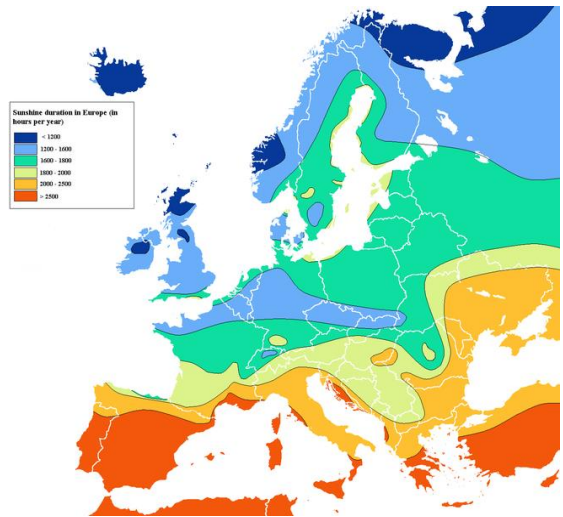 Sunshine duration in Europe (in
hours per year)
< 1200
1200 - 1600
1600 - 1800
1800 - 2000
2000 - 2500
> 2500